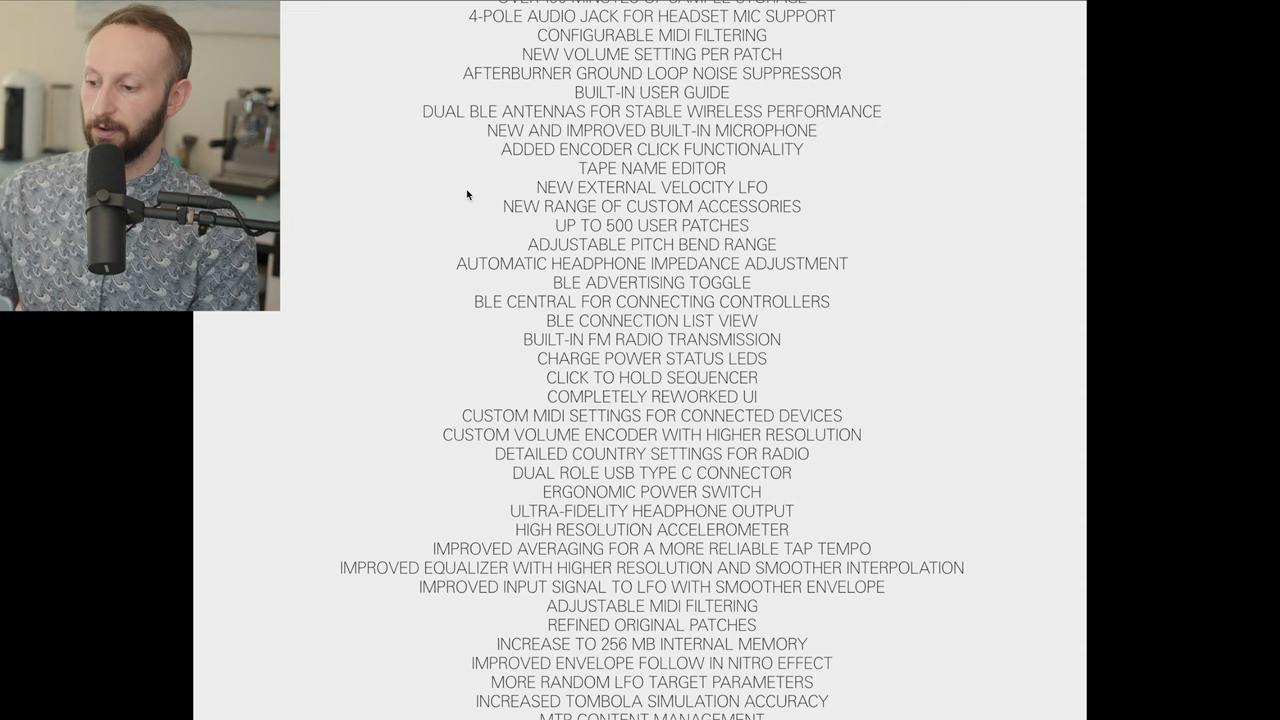 4-POLE AUDIO JACK FOR HEADSET MIC SUPPORT
CONFIGURABLE MIDI FILTERING
NEW VOLUME SETTING PER PATCH
AFTERBURNER GROUND LOOP NOISE SUPPRESSOR
BUILT-IN USER GUIDE
DUAL BLE ANTENNAS FOR STABLE WIRELESS PERFORMANCE
NEW AND IMPROVED BUILT-IN MICROPHONE
ADDED ENCODER CLICK FUNCTIONALITY
TAPE NAME EDITOR
NEW EXTERNAL VELOCITY LFO
NEW RANGE OF CUSTOM ACCESSORIES
UP TO 500 USER PATCHES
ADJUSTABLE PITCH BEND RANGE
AUTOMATIC HEADPHONE IMPEDANCE ADJUSTMENT
BLE ADVERTISING TOGGLE
BLE CENTRAL FOR CONNECTING CONTROLLERS
BLE CONNECTION LIST VIEW
BUILT-IN FM RADIO TRANSMISSION
CHARGE POWER STATUS LEDS
CLICK TO HOLD SEQUENCER
COMPLETELY REWORKED UI
CUSTOM MIDI SETTINGS FOR CONNECTED DEVICES
CUSTOM VOLUME ENCODER WITH HIGHER RESOLUTION
DETAILED COUNTRY SETTINGS FOR RADIO
DUAL ROLE USB TYPE C CONNECTOR
ERGONOMIC POWER SWITCH
ULTRA-FIDELITY HEADPHONE OUTPUT
HIGH RESOLUTION ACCELEROMETER
IMPROVED AVERAGING FOR A MORE RELIABLE TAP TEMPO
IMPROVED EQUALIZER WITH HIGHER RESOLUTION AND SMOOTHER INTERPOLATION
IMPROVED INPUT SIGNAL TO LFO WITH SMOOTHER ENVELOPE
ADJUSTABLE MIDI FILTERING
REFINED ORIGINAL PATCHES
INCREASE TO 256 MB INTERNAL MEMORY
IMPROVED ENVELOPE FOLLOW IN NITRO EFFECT
MORE RANDOM LFO TARGET PARAMETERS
INCREASED TOMBOLA SIMULATION ACCURACY
MTP CONTENT MANAGEMENT